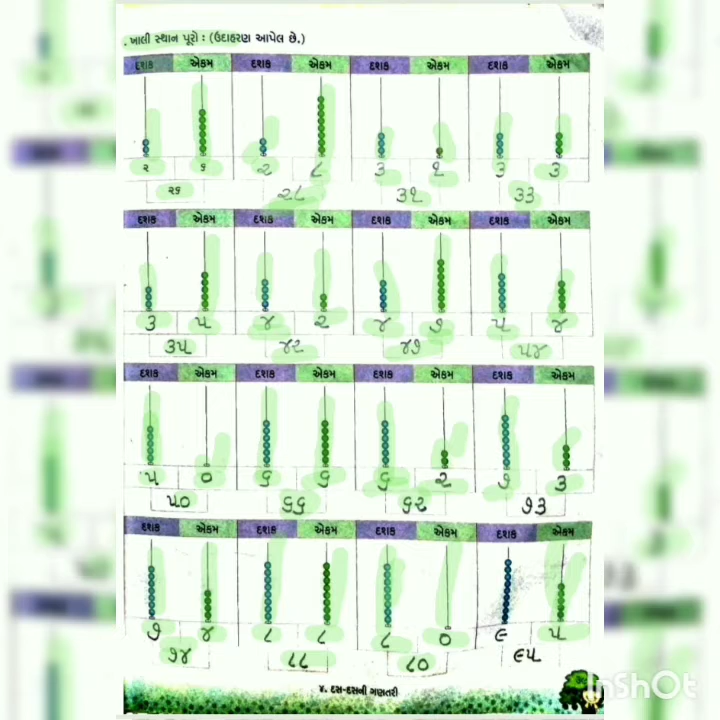 . ખાલી સ્થાન પૂરો : (ઉદાહરણ આપેલ છે.)
દશક એકમ દશક એકમ દશક એકમ દશક એકમ
૨ ૬ ૨ ૮ ૩ ૧ ૩ ૩
૨૬ ૨૮ ૩૧ ૩૩
દશક એકમ દશક એકમ દશક એકમ દશક એકમ
૩ ૫ ૪ ૨ ૪ ૭ ૫ ૪
૩૫ ૪૨ ૪૭ ૫૪
દશક એકમ દશક એકમ દશક એકમ દશક એકમ
૫ ૦ ૬ ૬ ૬ ૨ ૭ ૩
૫૦ ૬૬ ૬૨ ૭૩
દશક એકમ દશક એકમ દશક એકમ દશક એકમ
૭ ૪ ૮ ૮ ૮ ૦ ૯ ૫
૭૪ ૮૮ ૮૦ ૯૫
૪. દસ-દસની ગણતરી
InShOt